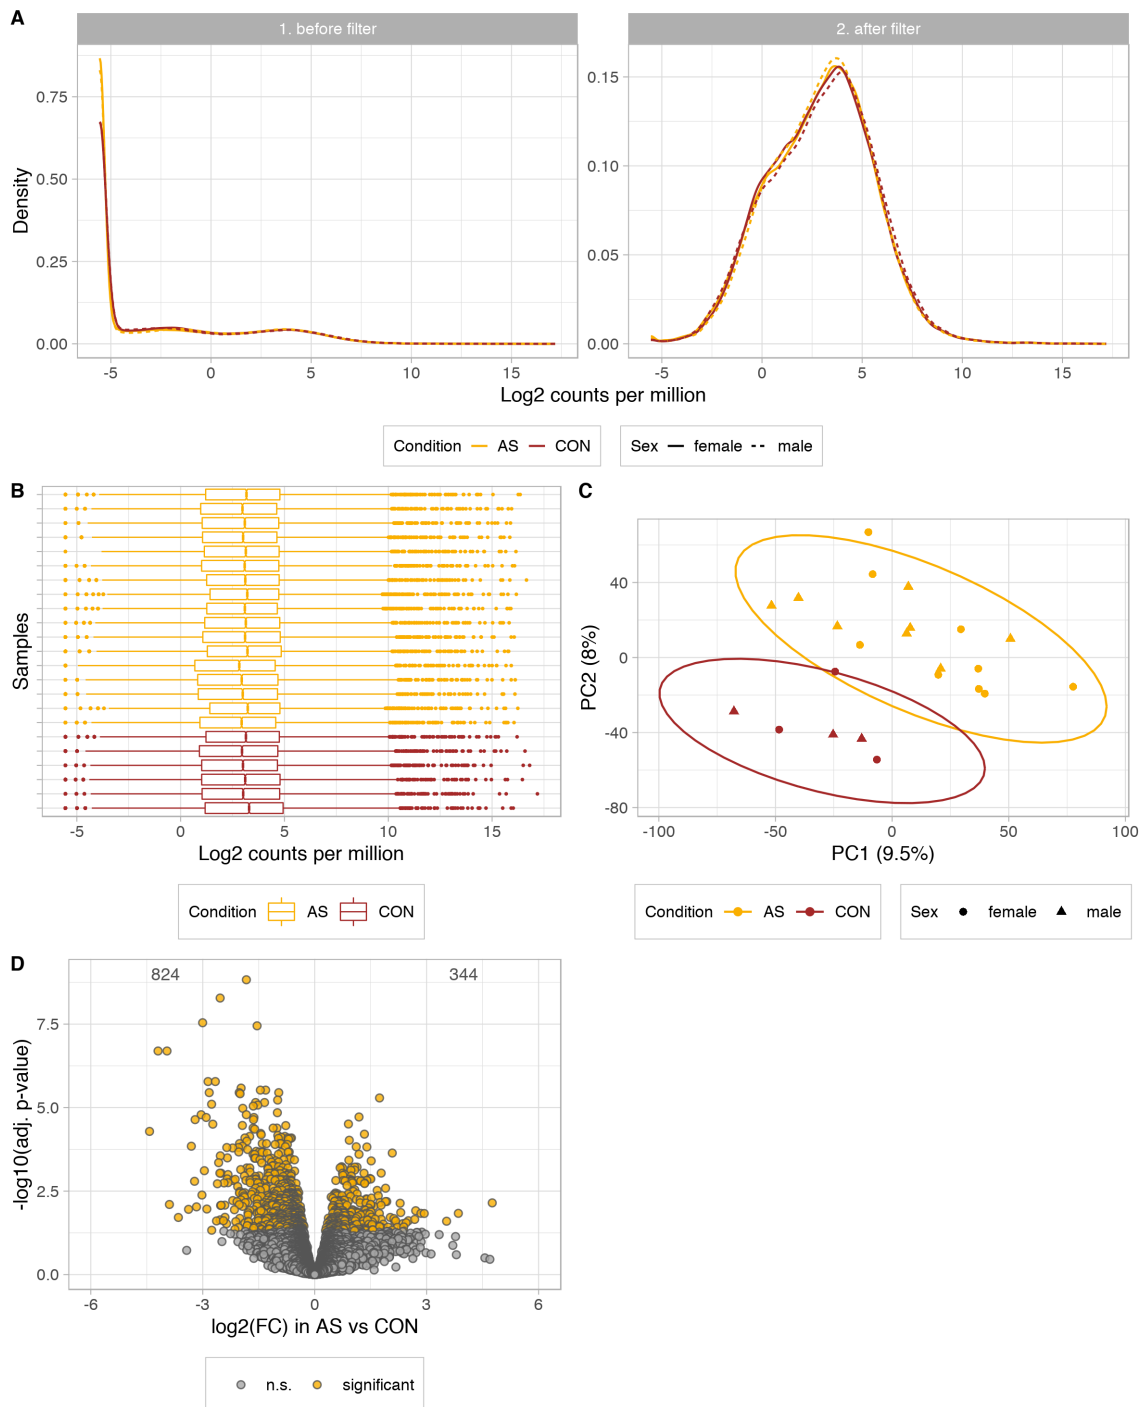 A
1. before filter
2. after filter
Density
0.75
0.50
0.25
0.00
0.15
0.10
0.05
0.00
-5 0 5 10 15
-5 0 5 10 15
Log2 counts per million
Condition AS CON
Sex female male
B
Samples
-5 0 5 10 15
Log2 counts per million
Condition AS CON
C
PC2 (8%)
40
0
-40
-80
-100 -50 0 50 100
PC1 (9.5%)
Condition AS CON
Sex female male
D
824 344
-log10(adj. p-value)
7.5
5.0
2.5
0.0
-6 -3 0 3 6
log2(FC) in AS vs CON
n.s. significant